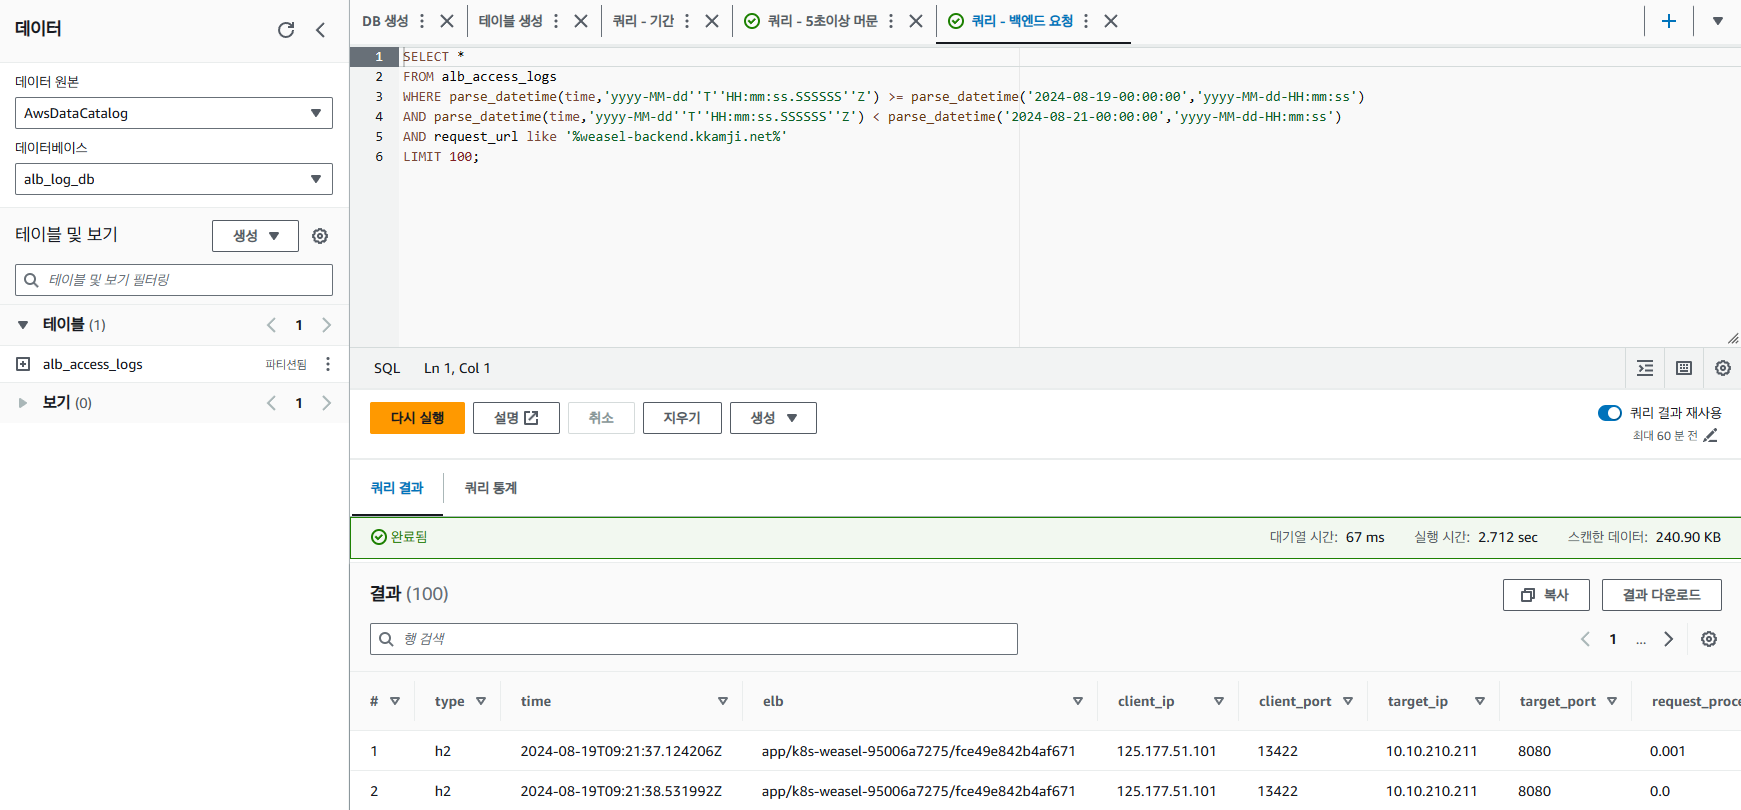 데이터
데이터 원본
AwsDataCatalog
데이터베이스
alb_log_db
테이블 및 보기
생성
테이블 및 보기 필터링
테이블 (1)
1
alb_access_logs
파티션됨
보기 (0)
1
DB 생성
테이블 생성
쿼리 - 기간
쿼리 - 5초이상 머문
쿼리 - 백엔드 요청
1 SELECT *
2 FROM alb_access_logs
3 WHERE parse_datetime(time,'yyyy-MM-dd''T''HH:mm:ss.SSSSSS''Z') >= parse_datetime('2024-08-19-00:00:00','yyyy-MM-dd-HH:mm:ss')
4 AND parse_datetime(time,'yyyy-MM-dd''T''HH:mm:ss.SSSSSS''Z') < parse_datetime('2024-08-21-00:00:00','yyyy-MM-dd-HH:mm:ss')
5 AND request_url like '%weasel-backend.kkamji.net%'
6 LIMIT 100;
SQL Ln 1, Col 1
다시 실행 설명 취소 지우기 생성
쿼리 결과 재사용
최대 60 분 전
쿼리 결과 쿼리 통계
완료됨 대기열 시간: 67 ms 실행 시간: 2.712 sec 스캔한 데이터: 240.90 KB
결과 (100)
복사 결과 다운로드
행 검색
1 ...
# type time elb client_ip client_port target_ip target_port request_proce
1 h2 2024-08-19T09:21:37.124206Z app/k8s-weasel-95006a7275/fce49e842b4af671 125.177.51.101 13422 10.10.210.211 8080 0.001
2 h2 2024-08-19T09:21:38.531992Z app/k8s-weasel-95006a7275/fce49e842b4af671 125.177.51.101 13422 10.10.210.211 8080 0.0